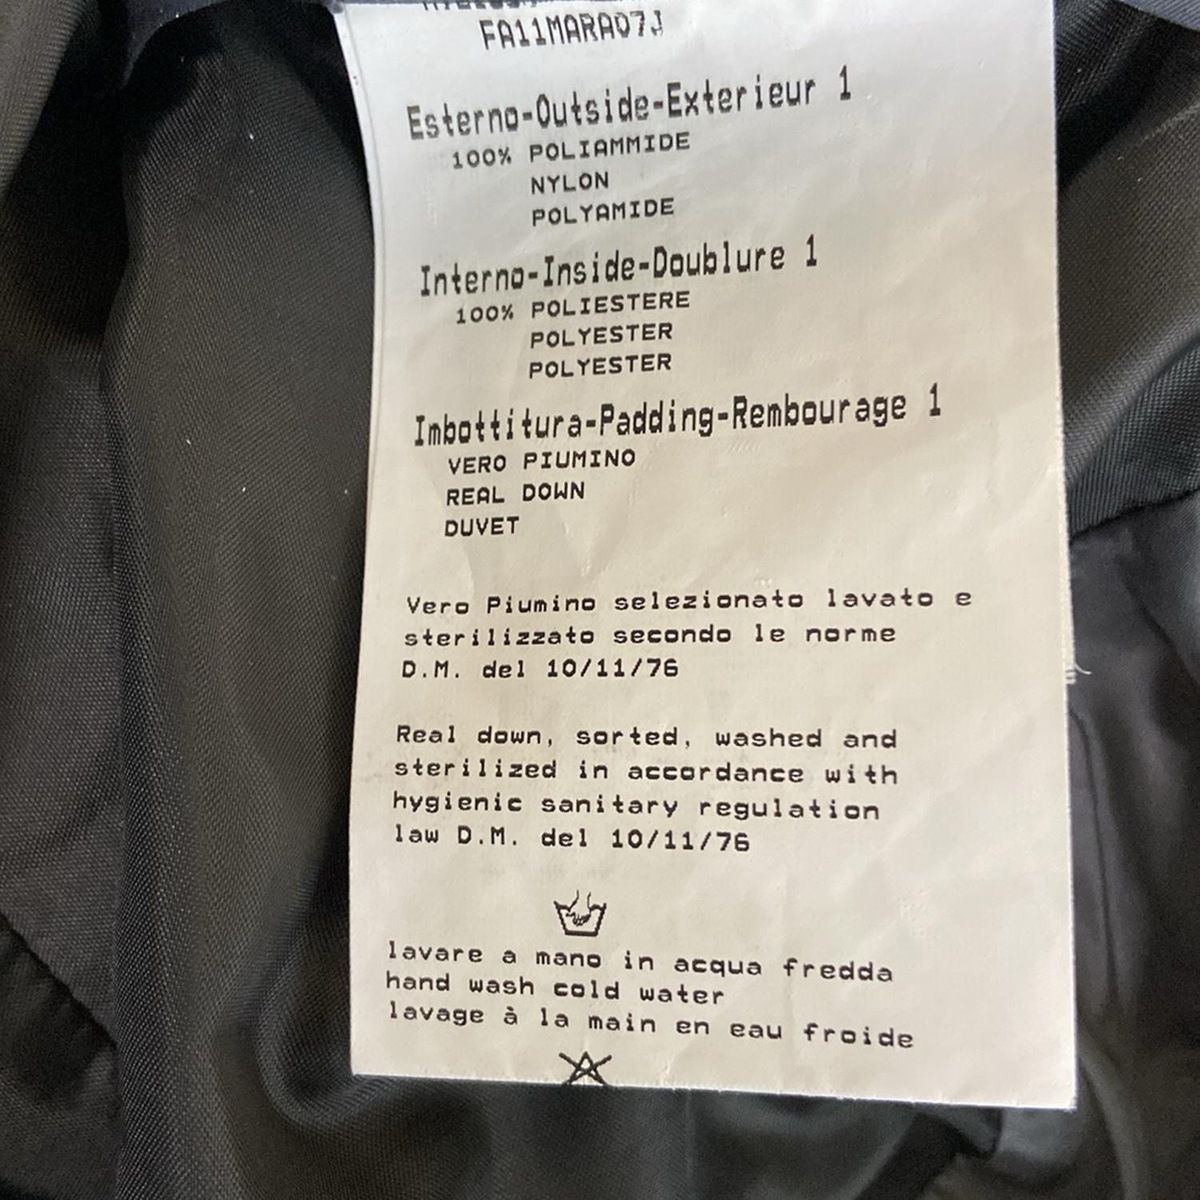 FA11MARA07J
Esterno-Outside-Exterieur 1
100% POLIAMMIDE
NYLON
POLYAMIDE
Interno-Inside-Doublure 1
100% POLIESTERE
POLYESTER
POLYESTER
Imbottitura-Padding-Rembourage 1
VERO PIUMINO
REAL DOWN
DUVET
Vero Piumino selezionato lavato e
sterilizzato secondo le norme
D.M. del 10/11/76
Real down, sorted, washed and
sterilized in accordance with
hygienic sanitary regulation
law D.M. del 10/11/76
lavare a mano in acqua fredda
hand wash cold water
lavage à la main en eau froide